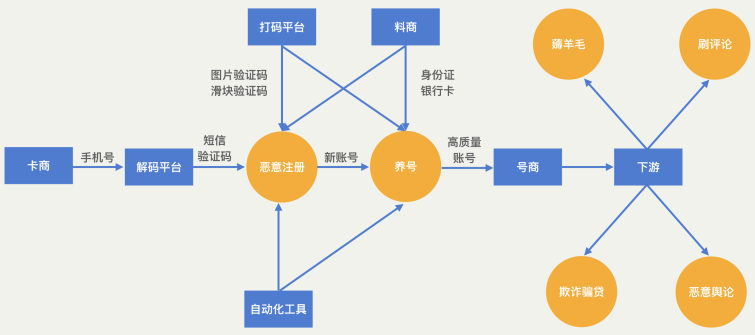 打码平台
料商
薅羊毛
刷评论
图片验证码
滑块验证码
身份证
银行卡
卡商
手机号
解码平台
短信
验证码
恶意注册
新账号
养号
高质量
账号
号商
下游
自动化工具
欺诈骗贷
恶意舆论